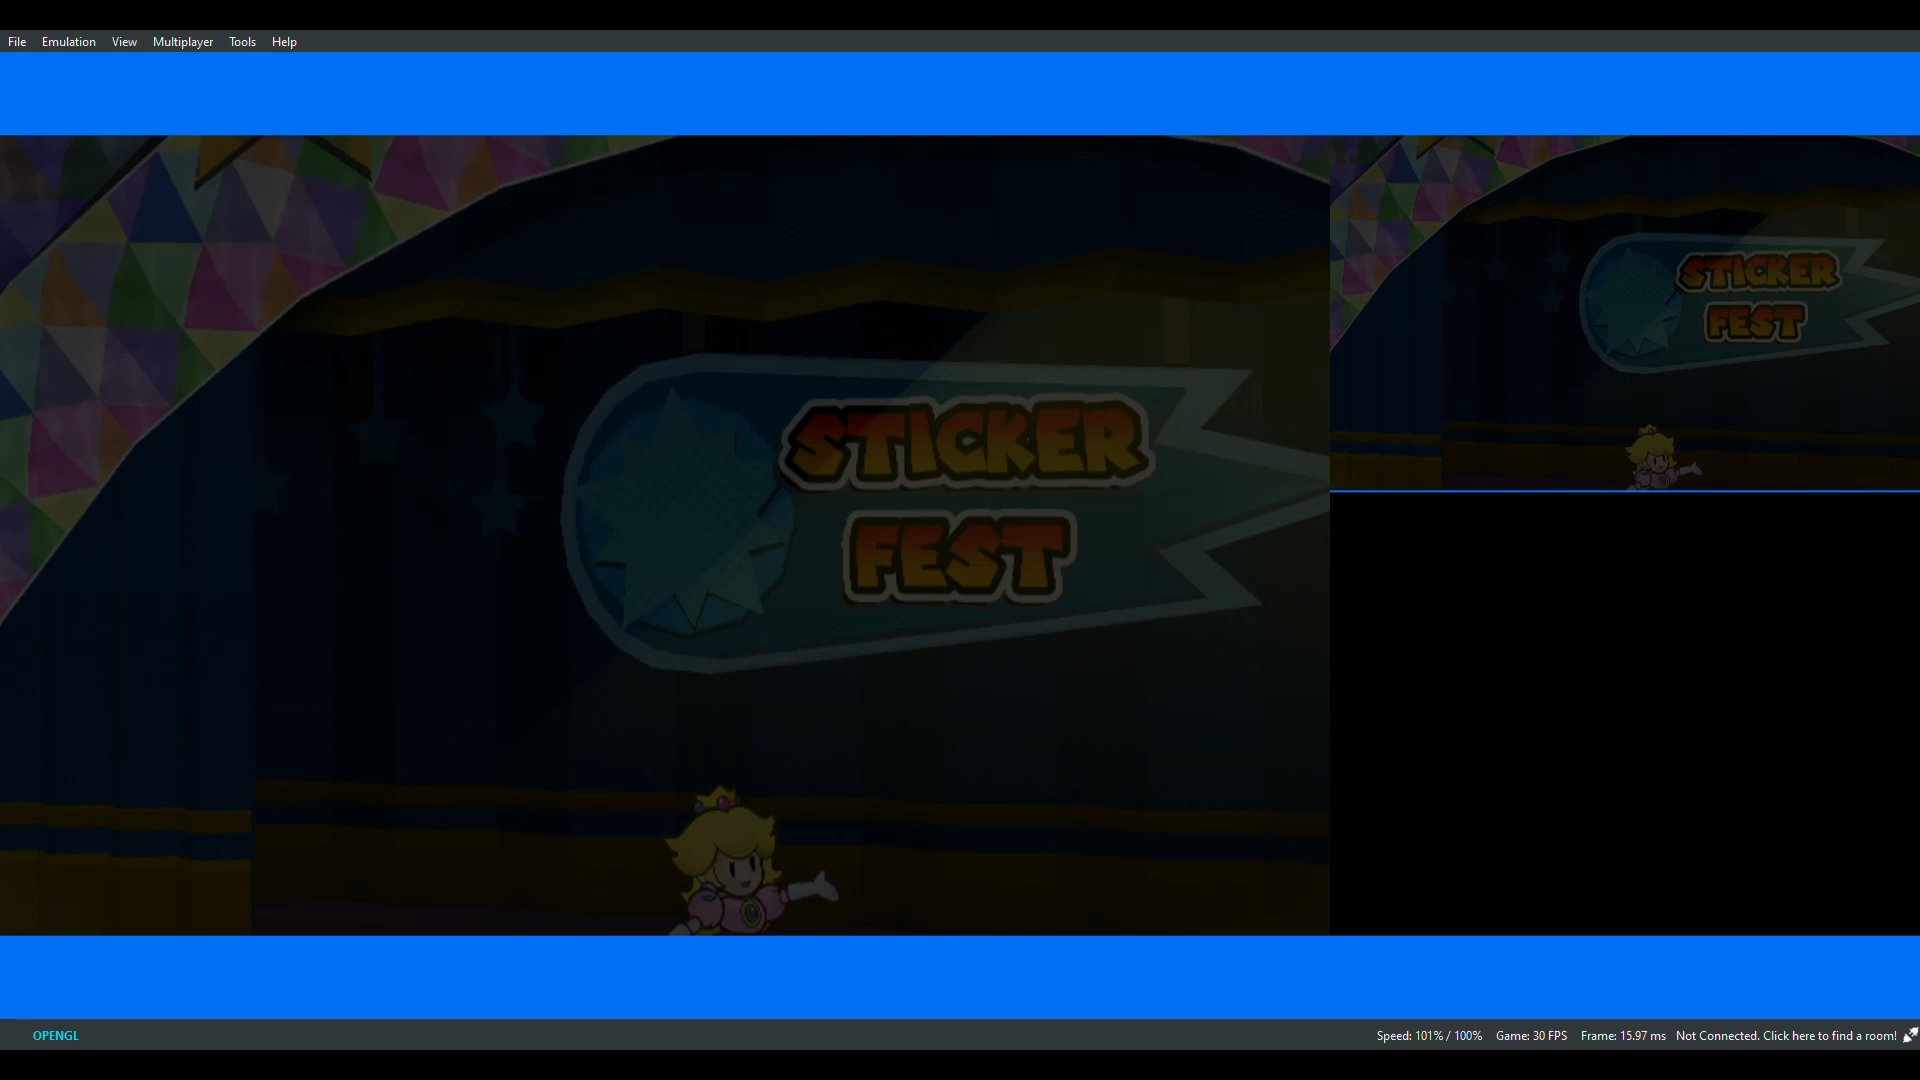 File Emulation View Multiplayer Tools Help
STICKER
FEST
STICKER
FEST
OPENGL Speed: 101% / 100% Game: 30 FPS Frame: 15.97 ms Not Connected. Click here to find a room!